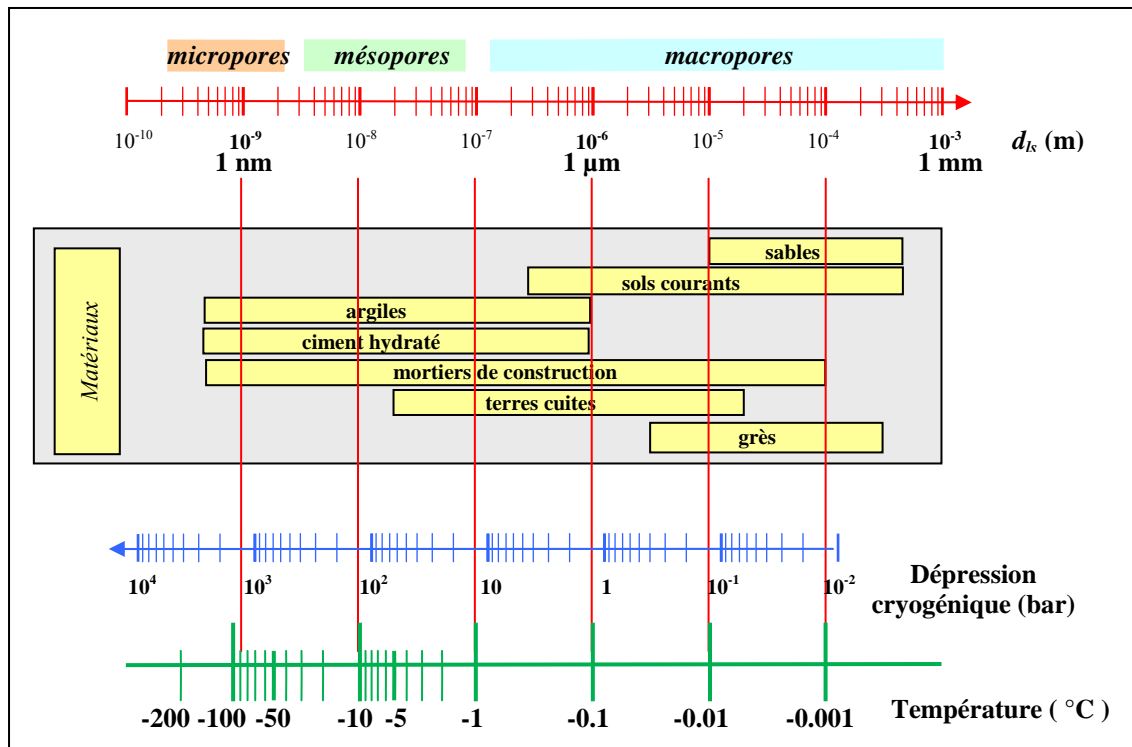 micropores mésopores macropores
10⁻¹⁰ 10⁻⁹ 10⁻⁸ 10⁻⁷ 10⁻⁶ 10⁻⁵ 10⁻⁴ 10⁻³ dₗₛ (m)
1 nm 1 µm 1 mm
Matériaux
sables
sols courants
argiles
ciment hydraté
mortiers de construction
terres cuites
grès
10⁴ 10³ 10² 10 1 10⁻¹ 10⁻² Dépression
cryogénique (bar)
-200 -100 -50 -10 -5 -1 -0.1 -0.01 -0.001 Température ( °C )